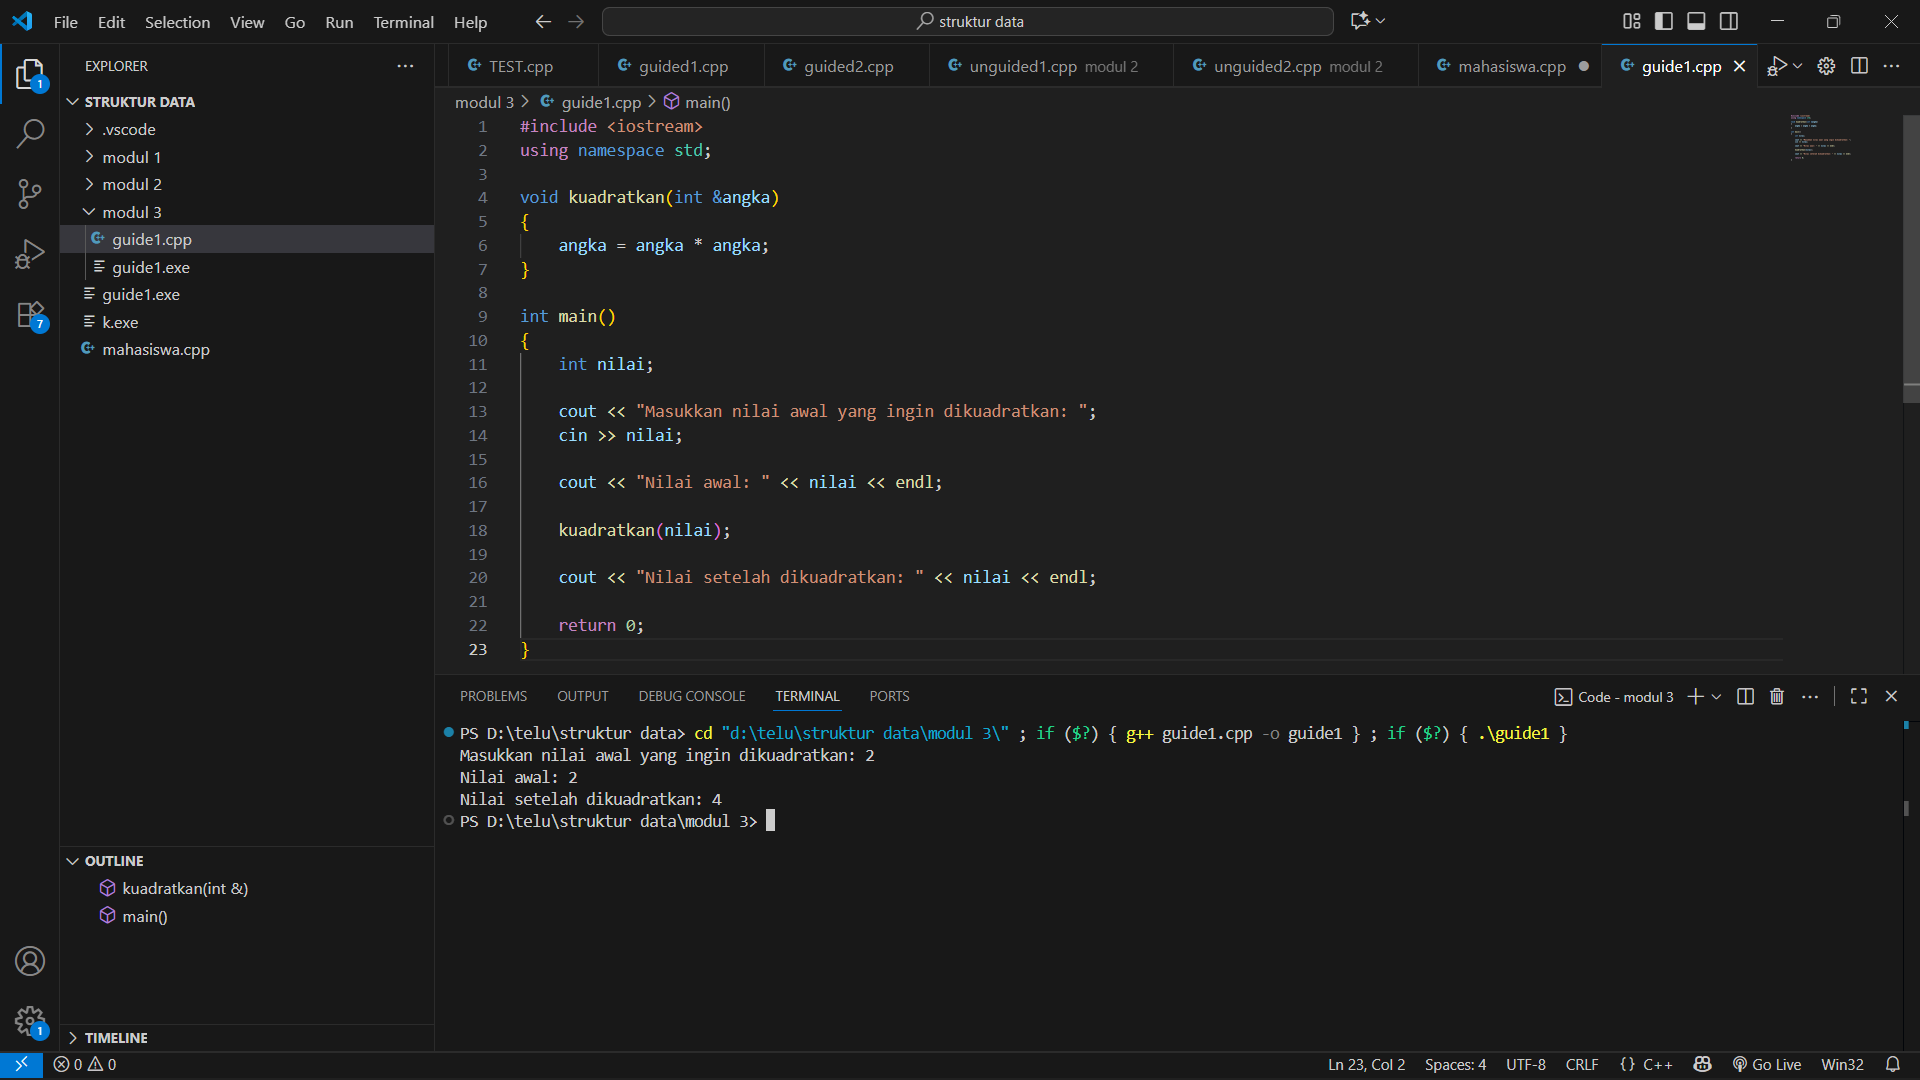 File Edit Selection View Go Run Terminal Help
struktur data
EXPLORER
STRUKTUR DATA
.vscode
modul 1
modul 2
modul 3
guide1.cpp
guide1.exe
guide1.exe
k.exe
mahasiswa.cpp
OUTLINE
kuadratkan(int &)
main()
TIMELINE
1
7
1
TEST.cpp guided1.cpp guided2.cpp unguided1.cpp modul 2 unguided2.cpp modul 2 mahasiswa.cpp guide1.cpp
modul 3 > guide1.cpp > main()
1 #include <iostream>
2 using namespace std;
3
4 void kuadratkan(int &angka)
5 {
6     angka = angka * angka;
7 }
8
9 int main()
10 {
11     int nilai;
12
13     cout << "Masukkan nilai awal yang ingin dikuadratkan: ";
14     cin >> nilai;
15
16     cout << "Nilai awal: " << nilai << endl;
17
18     kuadratkan(nilai);
19
20     cout << "Nilai setelah dikuadratkan: " << nilai << endl;
21
22     return 0;
23 }
PROBLEMS OUTPUT DEBUG CONSOLE TERMINAL PORTS
Code - modul 3
PS D:\telu\struktur data> cd "d:\telu\struktur data\modul 3\" ; if ($?) { g++ guide1.cpp -o guide1 } ; if ($?) { .\guide1 }
Masukkan nilai awal yang ingin dikuadratkan: 2
Nilai awal: 2
Nilai setelah dikuadratkan: 4
PS D:\telu\struktur data\modul 3>
0 0
Ln 23, Col 2 Spaces: 4 UTF-8 CRLF {} C++ Go Live Win32